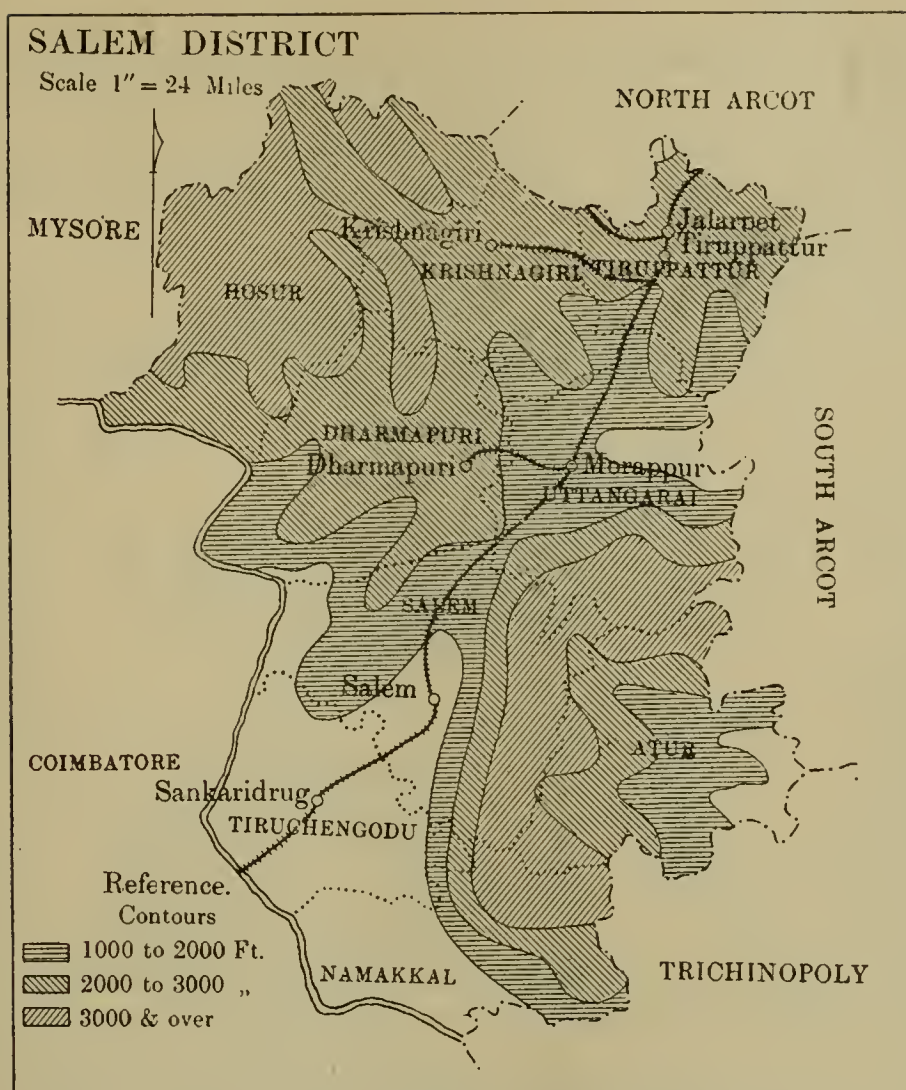 SALEM DISTRICT
Scale 1" = 24 Miles
NORTH ARCOT
MYSORE
Jalarpet
Krishnagiri
Tiruppattur
KRISHNAGIRI
TIRUPPATTUR
HOSUR
SOUTH ARCOT
DHARMAPURI
Dharmapuri
Morappur
UTTANGARAI
SALEM
Salem
COIMBATORE
ATUR
Sankaridrug
TIRUCHENGODU
Reference.
Contours
1000 to 2000 Ft.
2000 to 3000 „
3000 & over
NAMAKKAL
TRICHINOPOLY